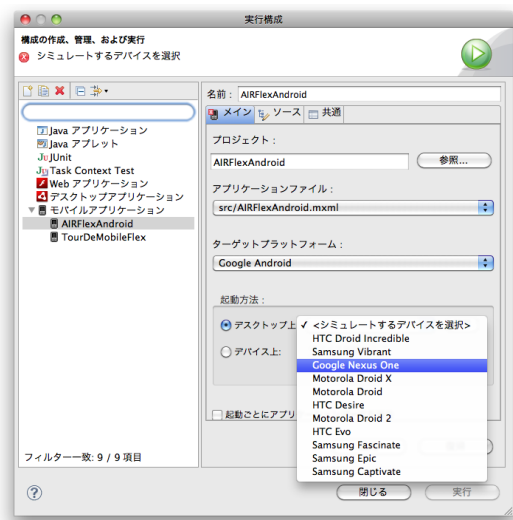 実行構成
構成の作成、管理、および実行
シミュレートするデバイスを選択
名前： AIRFlexAndroid
メイン ソース 共通
Java アプリケーション
Java アプレット
Ju JUnit
Task Context Test
Web アプリケーション
デスクトップアプリケーション
モバイルアプリケーション
AIRFlexAndroid
TourDeMobileFlex
フィルター一致: 9 / 9 項目
プロジェクト：
AIRFlexAndroid 参照...
アプリケーションファイル：
src/AIRFlexAndroid.mxml
ターゲットプラットフォーム：
Google Android
起動方法：
デスクトップ上
✓ <シミュレートするデバイスを選択>
HTC Droid Incredible
Samsung Vibrant
Google Nexus One
Motorola Droid X
Motorola Droid
HTC Desire
Motorola Droid 2
HTC Evo
Samsung Fascinate
Samsung Epic
Samsung Captivate
デバイス上:
起動ごとにアプリ
? 閉じる 実行